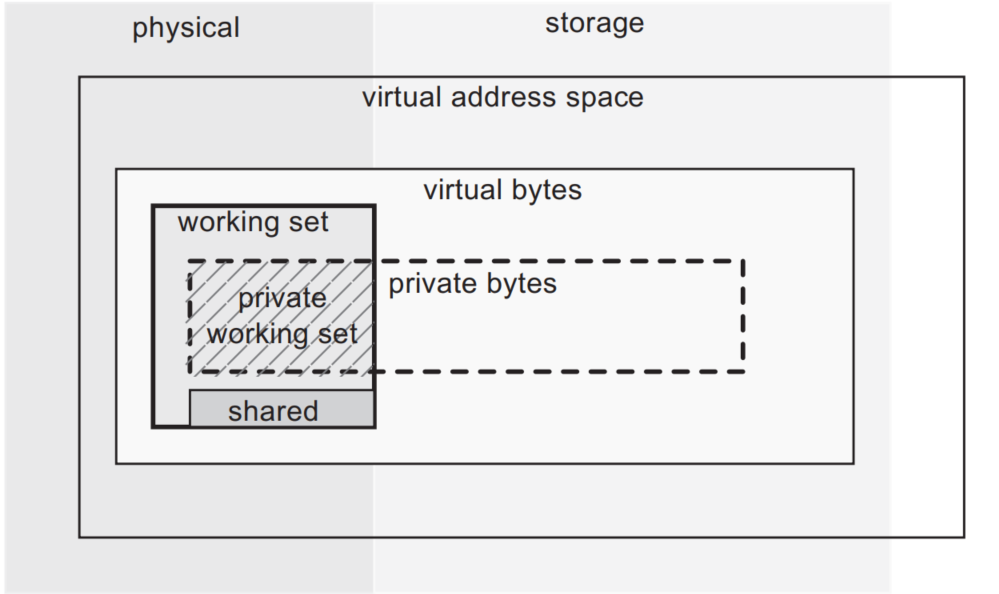 physical
storage
virtual address space
virtual bytes
working set
private bytes
private
working set
shared